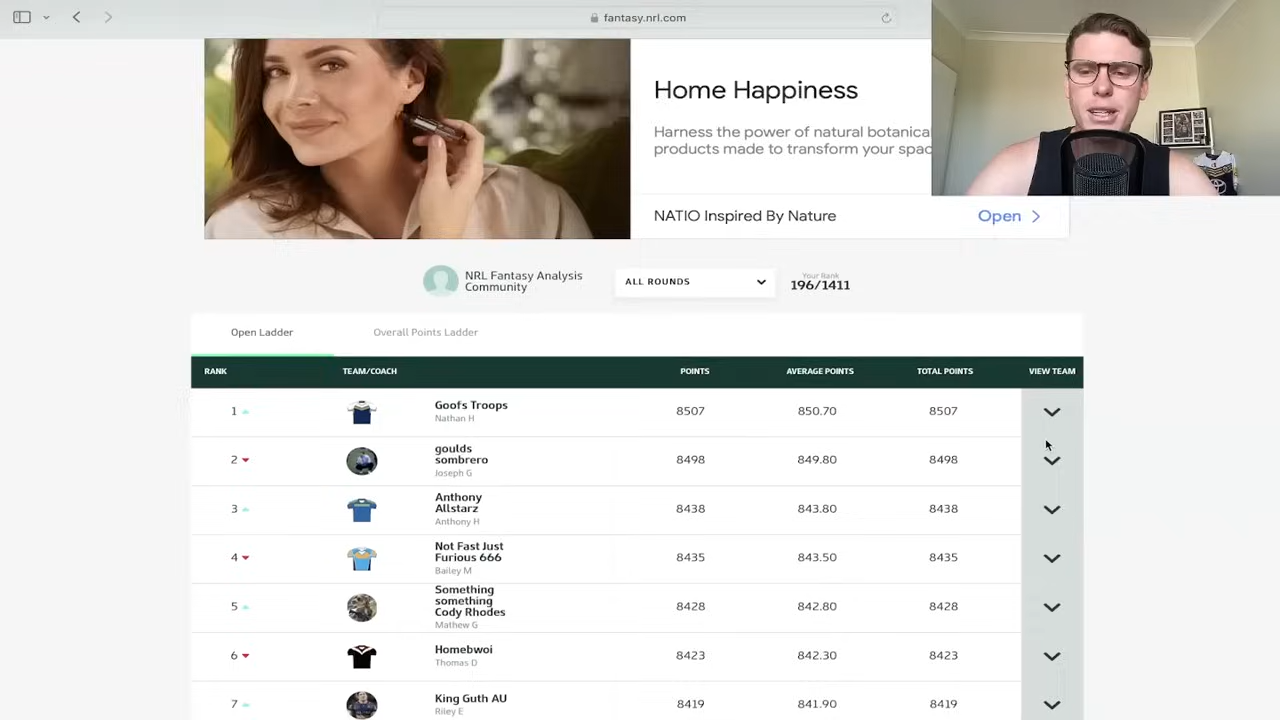 fantasy.nrl.com
Home Happiness
Harness the power of natural botanica
products made to transform your spac
NATIO Inspired By Nature
Open
NRL Fantasy Analysis
Community
ALL ROUNDS
Your Rank
196/1411
Open Ladder
Overall Points Ladder
RANK TEAM/COACH POINTS AVERAGE POINTS TOTAL POINTS VIEW TEAM
1 Goofs Troops 8507 850.70 8507
Nathan H
2 goulds sombrero 8498 849.80 8498
Joseph G
3 Anthony Allstarz 8438 843.80 8438
Anthony H
4 Not Fast Just Furious 666 8435 843.50 8435
Bailey M
5 Something something Cody Rhodes 8428 842.80 8428
Mathew G
6 Homebwoi 8423 842.30 8423
Thomas D
7 King Guth AU 8419 841.90 8419
Riley E